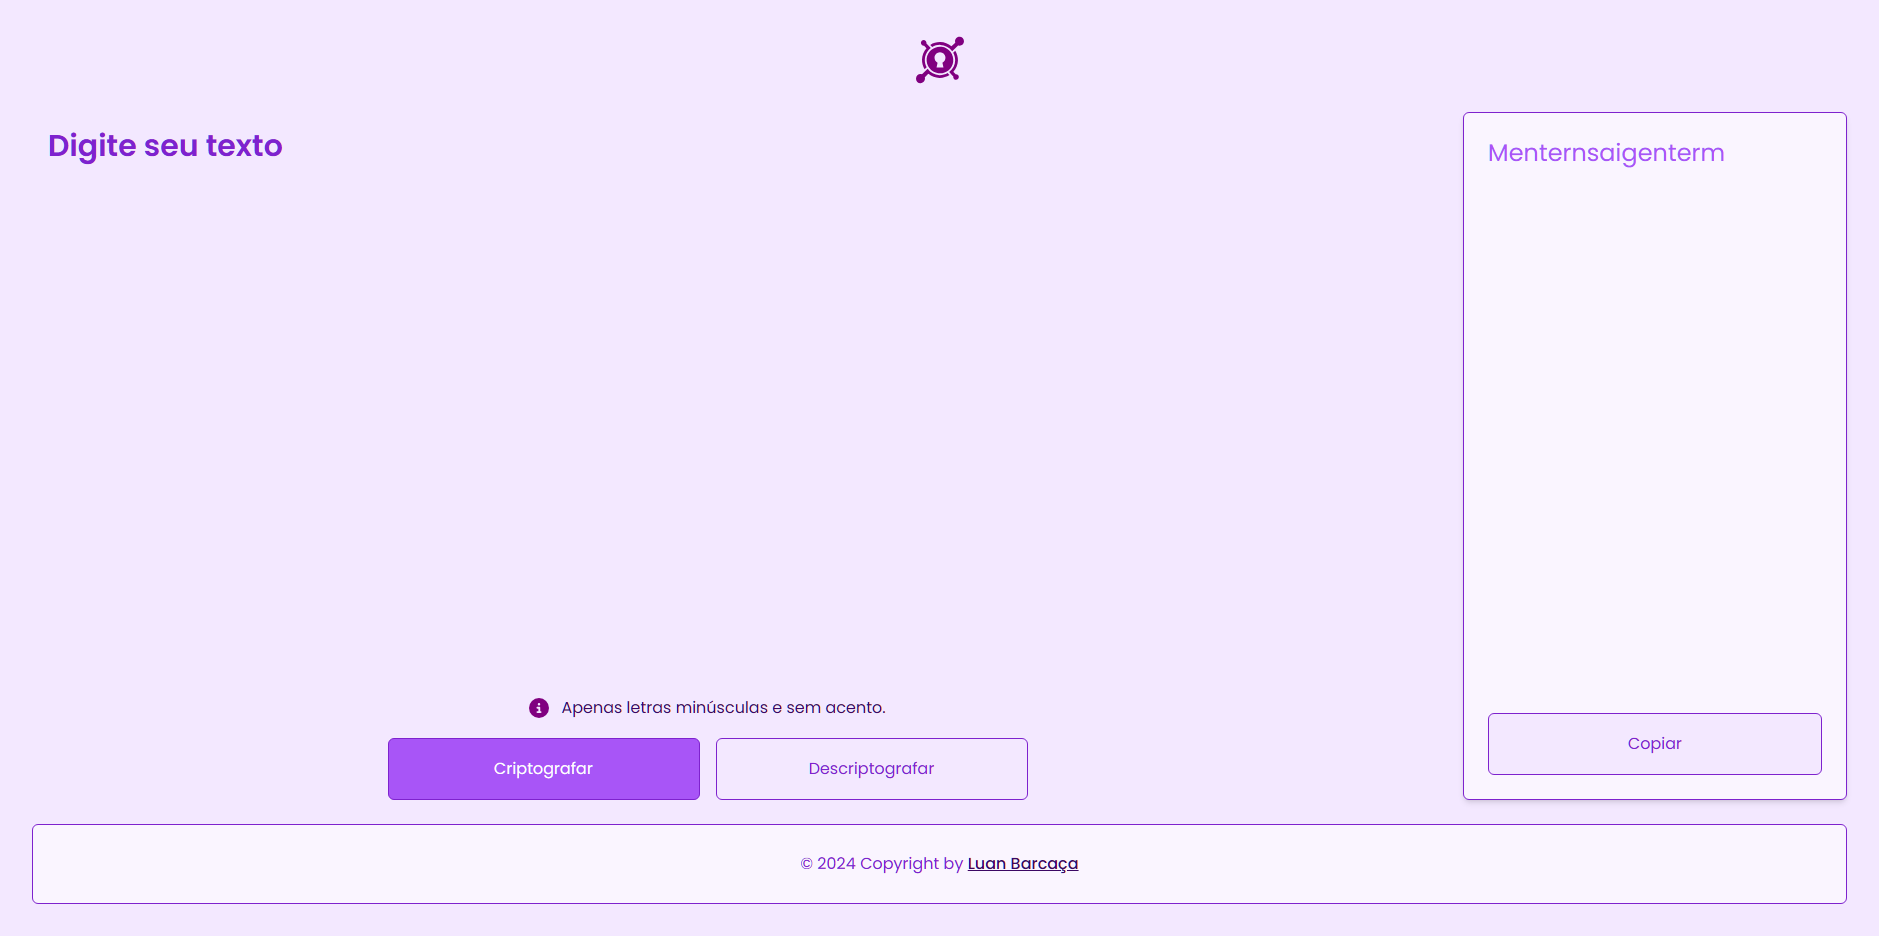 Digite seu texto
Menternsaigenterm
Apenas letras minúsculas e sem acento.
Criptografar
Descriptografar
Copiar
© 2024 Copyright by Luan Barcaça